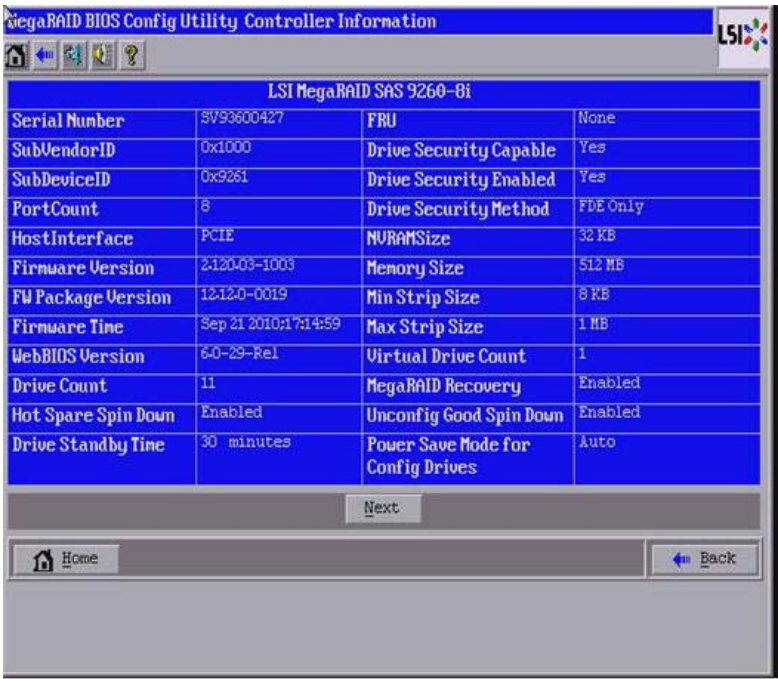 MegaRAID BIOS Config Utility Controller Information
LSI
LSI MegaRAID SAS 9260-8i
Serial Number SV93600427 FRU None
SubVendorID 0x1000 Drive Security Capable Yes
SubDeviceID 0x9261 Drive Security Enabled Yes
PortCount 8 Drive Security Method FDE Only
HostInterface PCIE NVRAMSize 32 KB
Firmware Version 2.120.03-1003 Memory Size 512 MB
FW Package Version 12.12.0-0019 Min Strip Size 8 KB
Firmware Time Sep 21 2010;17:14:59 Max Strip Size 1 MB
WebBIOS Version 6.0-29-Rel Virtual Drive Count 1
Drive Count 11 MegaRAID Recovery Enabled
Hot Spare Spin Down Enabled Unconfig Good Spin Down Enabled
Drive Standby Time 30 minutes Power Save Mode for Auto
Config Drives
Next
Home Back